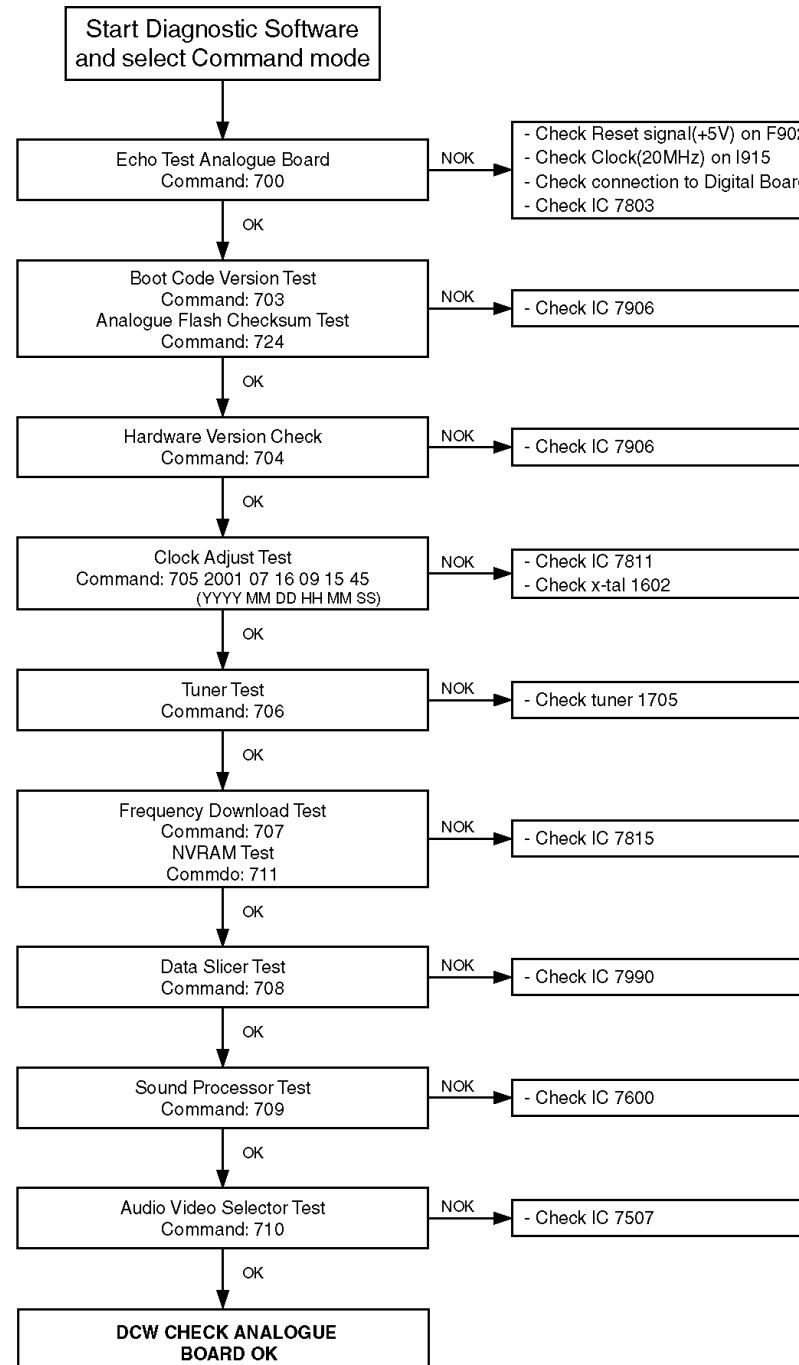 Start Diagnostic Software
and select Command mode
Echo Test Analogue Board
Command: 700
NOK
- Check Reset signal(+5V) on F902
- Check Clock(20MHz) on I915
- Check connection to Digital Board
- Check IC 7803
OK
Boot Code Version Test
Command: 703
Analogue Flash Checksum Test
Command: 724
NOK
- Check IC 7906
OK
Hardware Version Check
Command: 704
NOK
- Check IC 7906
OK
Clock Adjust Test
Command: 705 2001 07 16 09 15 45
(YYYY MM DD HH MM SS)
NOK
- Check IC 7811
- Check x-tal 1602
OK
Tuner Test
Command: 706
NOK
- Check tuner 1705
OK
Frequency Download Test
Command: 707
NVRAM Test
Commdo: 711
NOK
- Check IC 7815
OK
Data Slicer Test
Command: 708
NOK
- Check IC 7990
OK
Sound Processor Test
Command: 709
NOK
- Check IC 7600
OK
Audio Video Selector Test
Command: 710
NOK
- Check IC 7507
OK
DCW CHECK ANALOGUE
BOARD OK